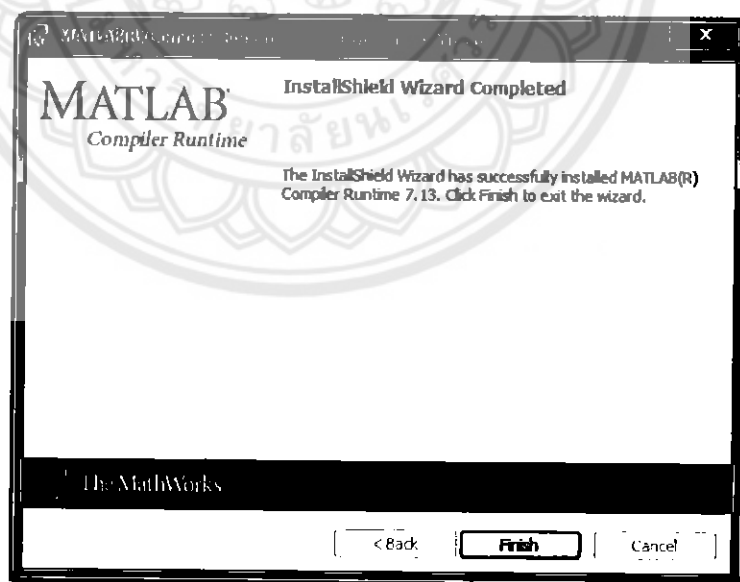 x
MATLAB®
Compiler Runtime
InstallShield Wizard Completed
The InstallShield Wizard has successfully installed MATLAB(R)
Compiler Runtime 7.13. Click Finish to exit the wizard.
The MathWorks
< Back
Finish
Cancel